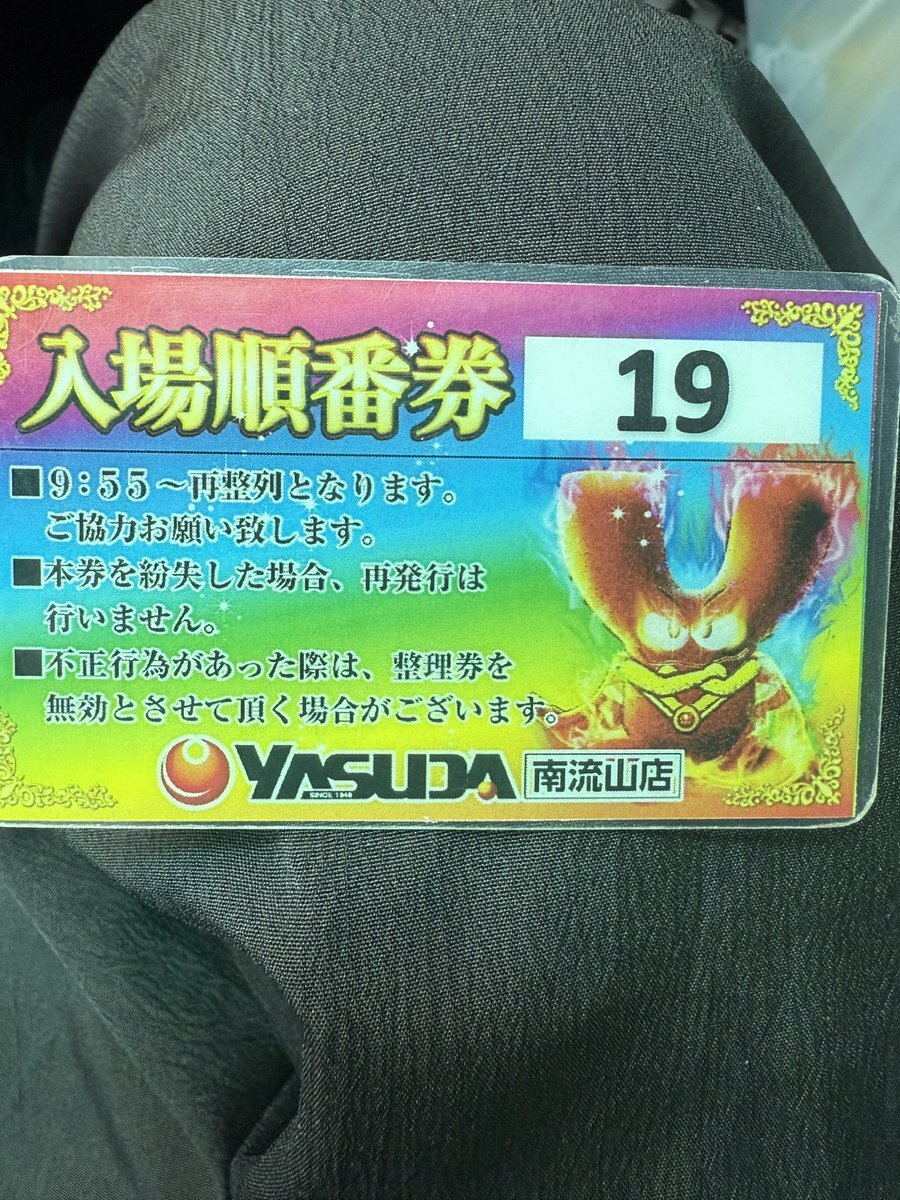 入場順番券 19
■9:55～再整列となります。
ご協力お願い致します。
■本券を紛失した場合、再発行は
行いません。
■不正行為があった際は、整理券を
無効とさせて頂く場合がございます。
YASUDA 南流山店
SINCE 1949